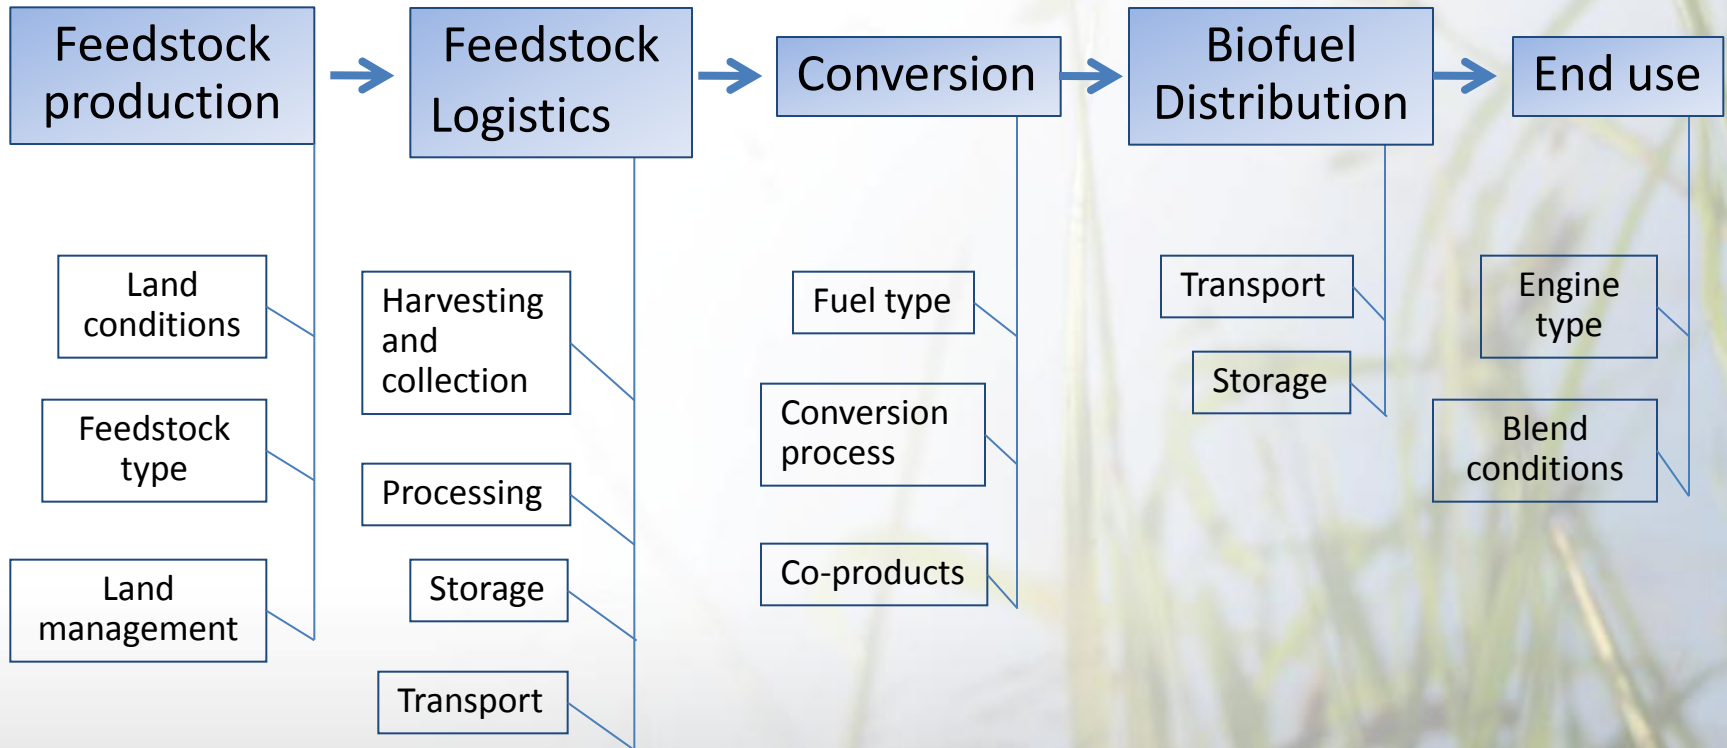 Feedstock
production
Feedstock
Logistics
Conversion
Biofuel
Distribution
End use
Land
conditions
Feedstock
type
Land
management
Harvesting
and
collection
Processing
Storage
Transport
Fuel type
Conversion
process
Co-products
Transport
Storage
Engine
type
Blend
conditions